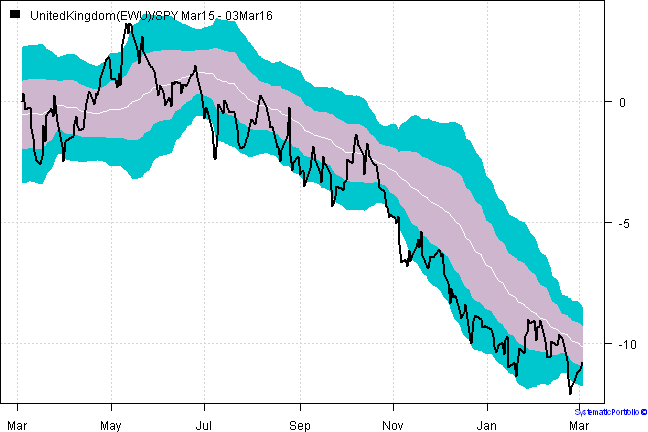 UnitedKingdom(EWU)/SPY Mar15 - 03Mar16
0
-5
-10
SystematicPortfolio ©
Mar May Jul Sep Nov Jan Mar